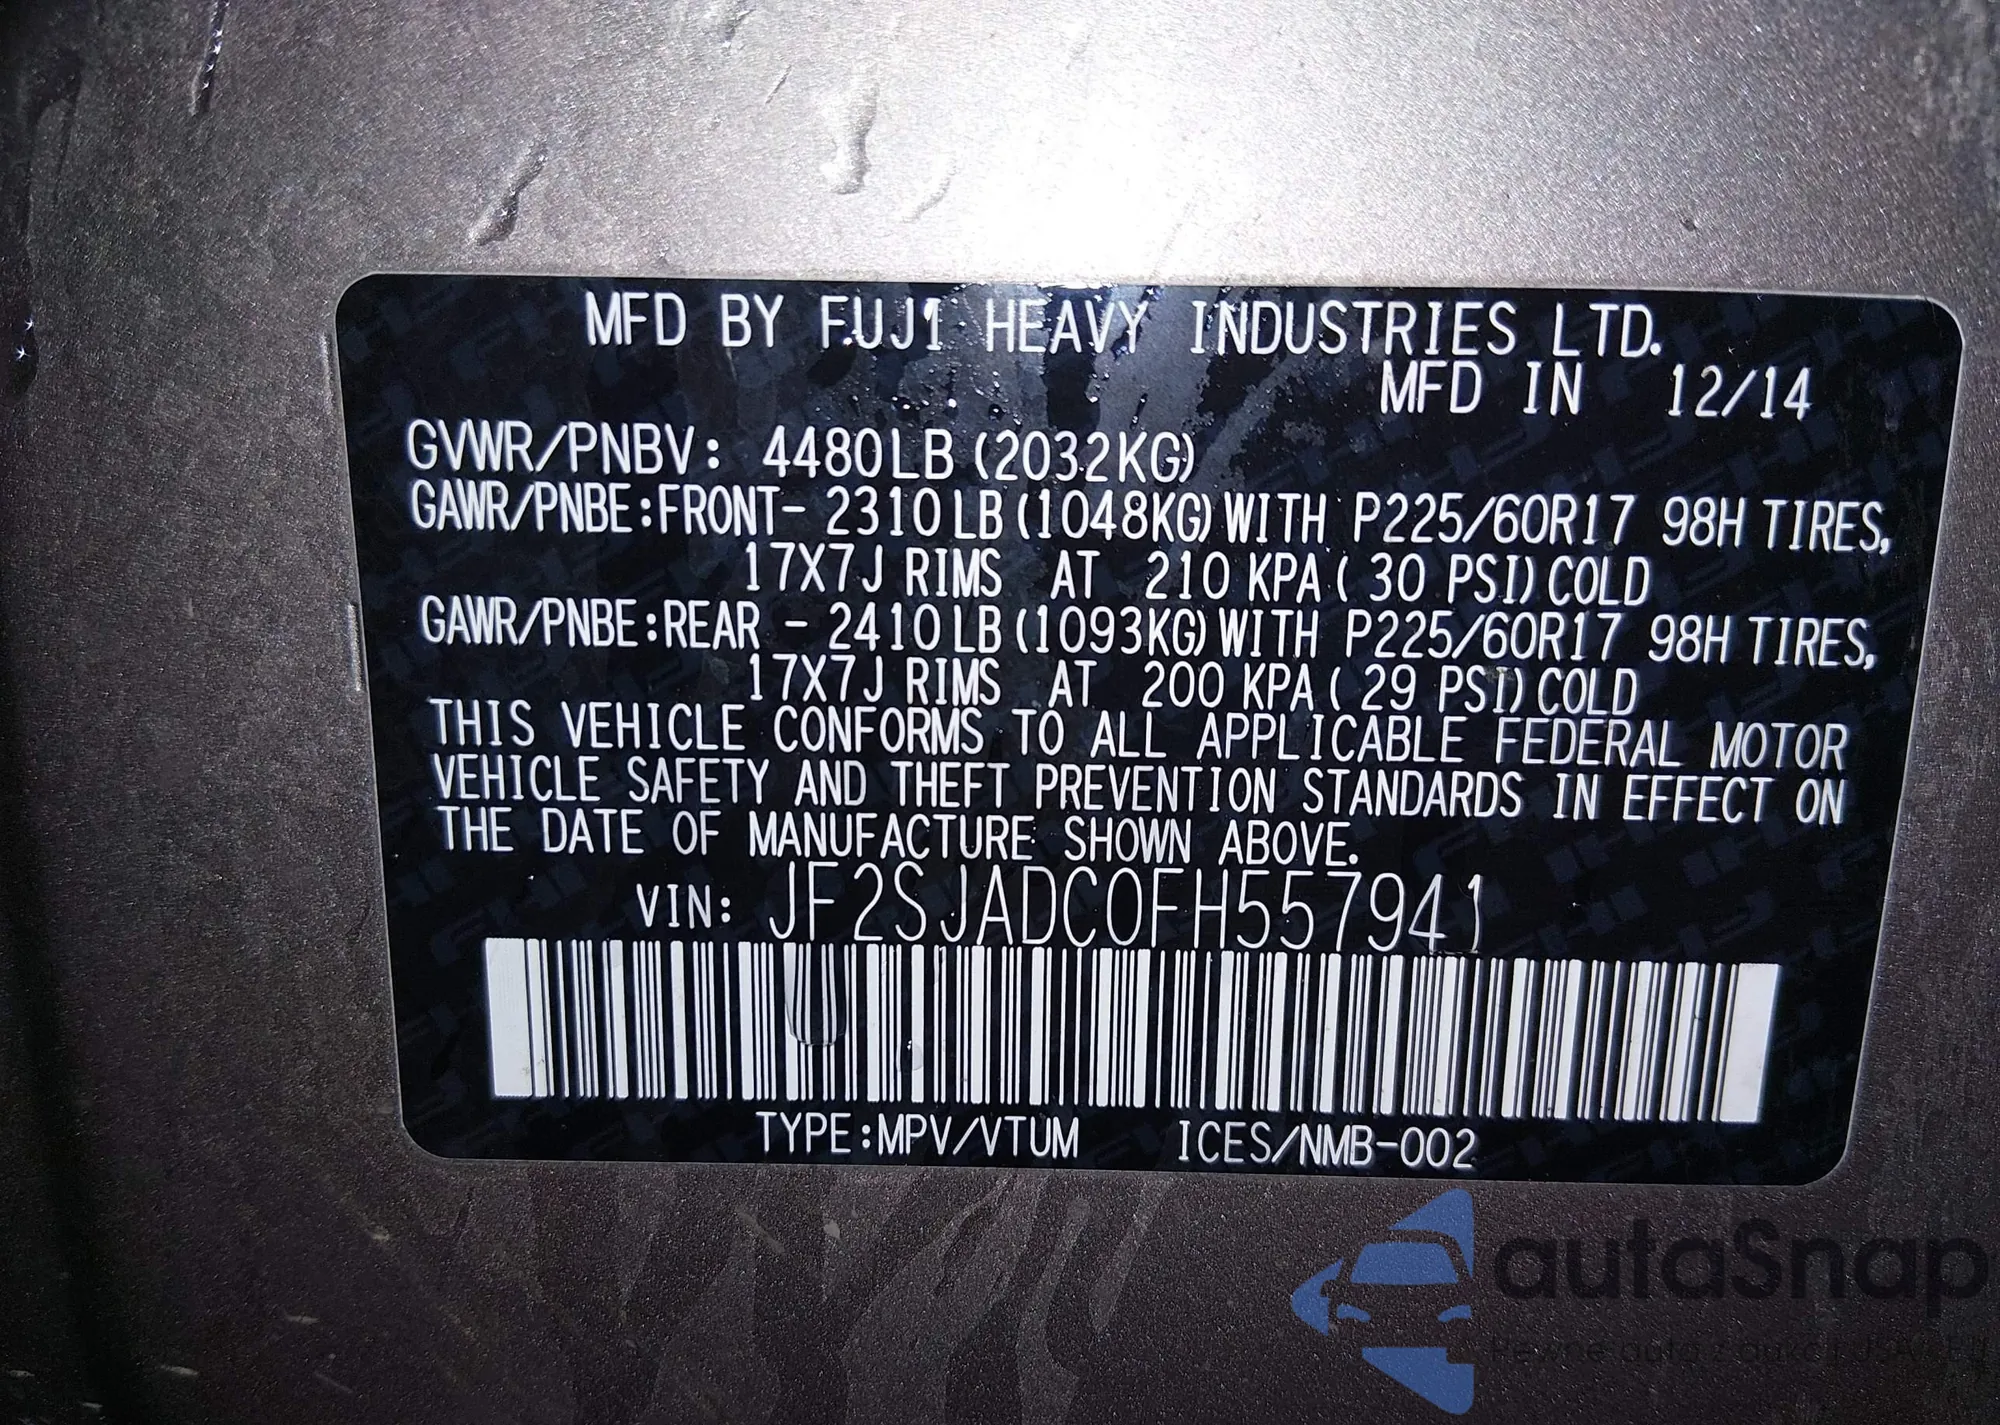 MFD BY FUJI HEAVY INDUSTRIES LTD.
MFD IN 12/14
GVWR/PNBV: 4480LB (2032KG)
GAWR/PNBE:FRONT- 2310LB(1048KG)WITH P225/60R17 98H TIRES,
17X7J RIMS AT 210 KPA( 30 PSI)COLD
GAWR/PNBE:REAR - 2410LB(1093KG)WITH P225/60R17 98H TIRES,
17X7J RIMS AT 200 KPA( 29 PSI)COLD
THIS VEHICLE CONFORMS TO ALL APPLICABLE FEDERAL MOTOR
VEHICLE SAFETY AND THEFT PREVENTION STANDARDS IN EFFECT ON
THE DATE OF MANUFACTURE SHOWN ABOVE.
VIN: JF2SJADC0FH557941
TYPE:MPV/VTUM ICES/NMB-002
autaSnap
Pewne auta z aukcji